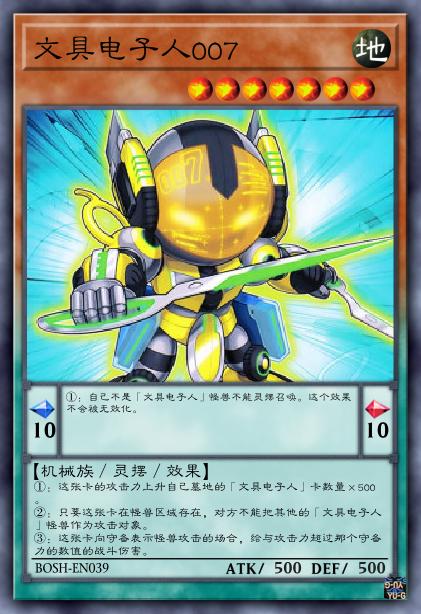 文具电子人007
地
007
①：自己不是「文具电子人」怪兽不能灵摆召唤。这个效果
不会被无效化。
10
10
【机械族／灵摆／效果】
①：这张卡的攻击力上升自己墓地的「文具电子人」卡数量×500
。
②：只要这张卡在怪兽区域存在，对方不能把其他的「文具电子人」
怪兽作为攻击对象。
③：这张卡向守备表示怪兽攻击的场合，给与攻击力超过那个守备
力的数值的战斗伤害。
BOSH-EN039
ATK/ 500 DEF/ 500